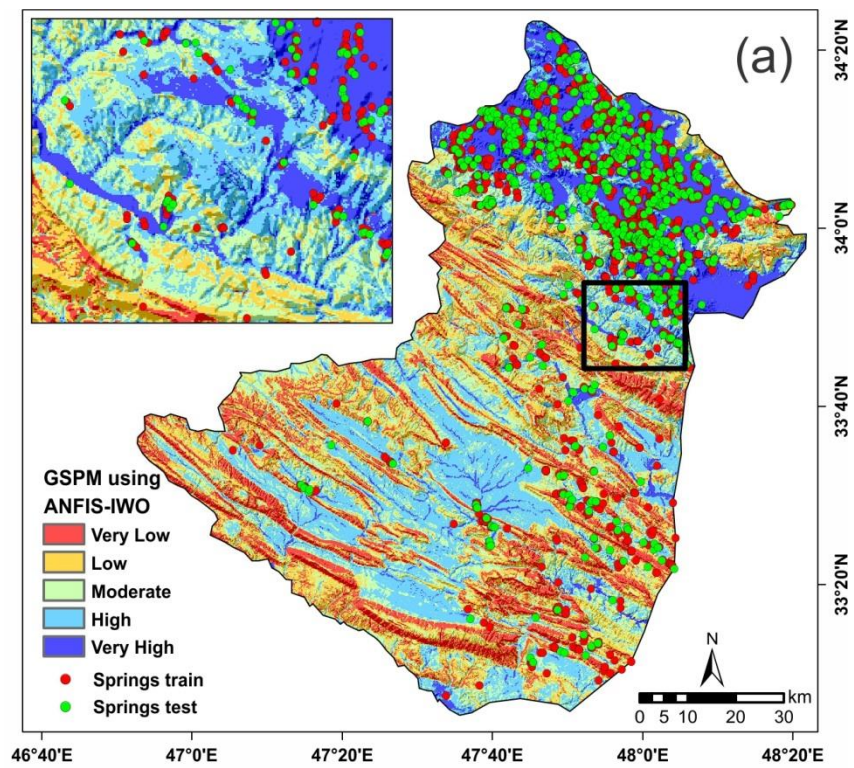 (a)
34°20'N
34°0'N
33°40'N
33°20'N
GSPM using
ANFIS-IWO
Very Low
Low
Moderate
High
Very High
Springs train
Springs test
N
km
0 5 10 20 30
46°40'E 47°0'E 47°20'E 47°40'E 48°0'E 48°20'E